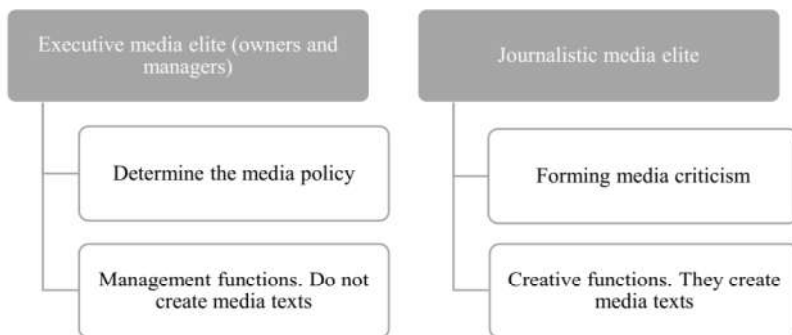 Executive media elite (owners and
managers)
Determine the media policy
Management functions. Do not
create media texts
Journalistic media elite
Forming media criticism
Creative functions. They create
media texts